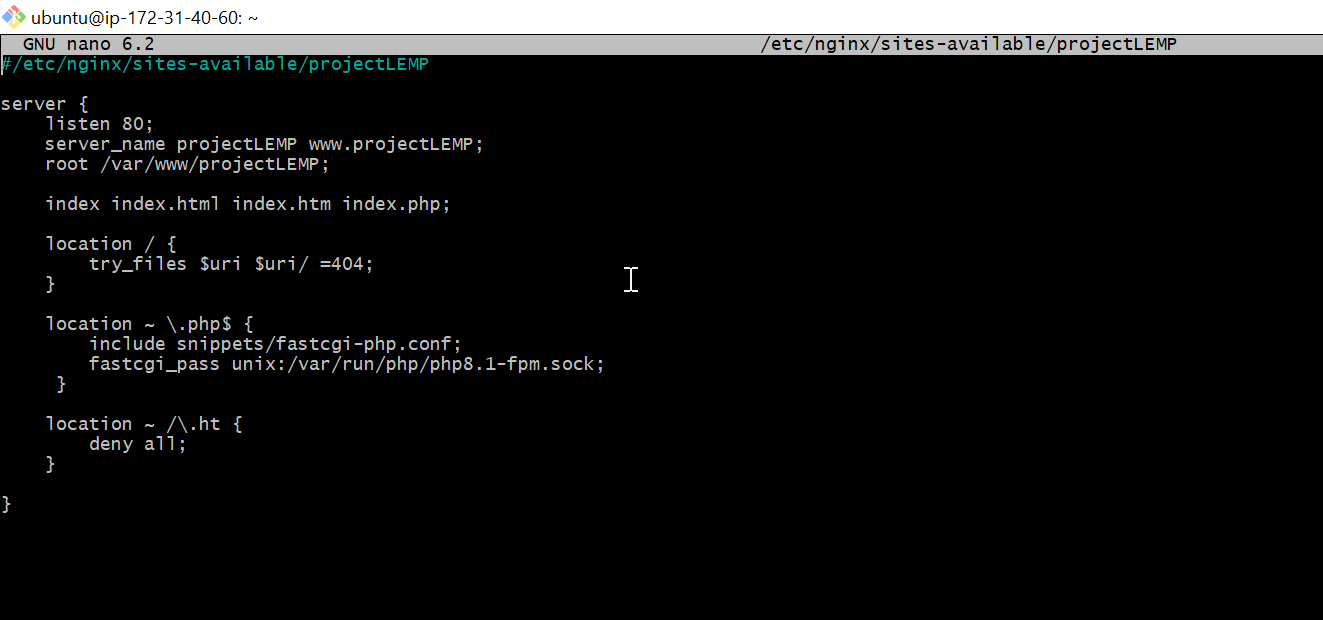 ubuntu@ip-172-31-40-60: ~
GNU nano 6.2 /etc/nginx/sites-available/projectLEMP
#/etc/nginx/sites-available/projectLEMP
server {
    listen 80;
    server_name projectLEMP www.projectLEMP;
    root /var/www/projectLEMP;
    index index.html index.htm index.php;
    location / {
        try_files $uri $uri/ =404;
    }
    location ~ \.php$ {
        include snippets/fastcgi-php.conf;
        fastcgi_pass unix:/var/run/php/php8.1-fpm.sock;
     }
    location ~ /\.ht {
        deny all;
    }
}